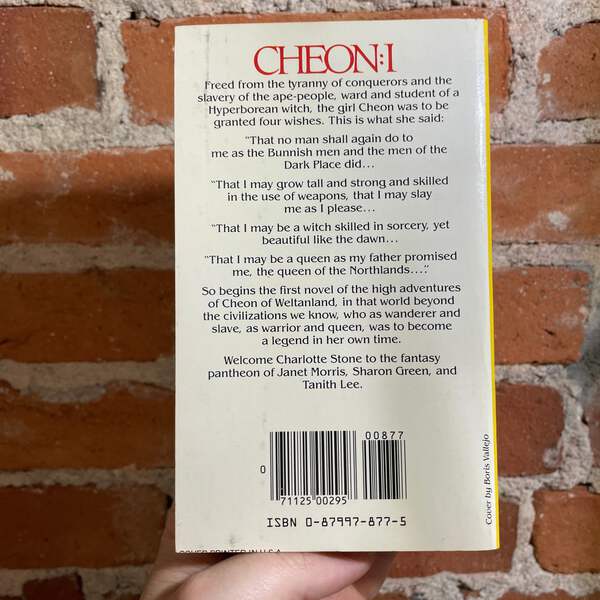 CHEON:I
Freed from the tyranny of conquerors and the
slavery of the ape-people, ward and student of a
Hyperborean witch, the girl Cheon was to be
granted four wishes. This is what she said:
“That no man shall again do to
me as the Bunnish men and the men of the
Dark Place did...
“That I may grow tall and strong and skilled
in the use of weapons, that I may slay
me as I please...
“That I may be a witch skilled in sorcery, yet
beautiful like the dawn...
“That I may be a queen as my father promised
me, the queen of the Northlands....”
So begins the first novel of the high adventures
of Cheon of Weltanland, in that world beyond
the civilizations we know, who as wanderer and
slave, as warrior and queen, was to become
a legend in her own time.
Welcome Charlotte Stone to the fantasy
pantheon of Janet Morris, Sharon Green, and
Tanith Lee.
00877
0
71125 00295
ISBN 0-87997-877-5
Cover by Boris Vallejo
COVER PRINTED IN U.S.A.